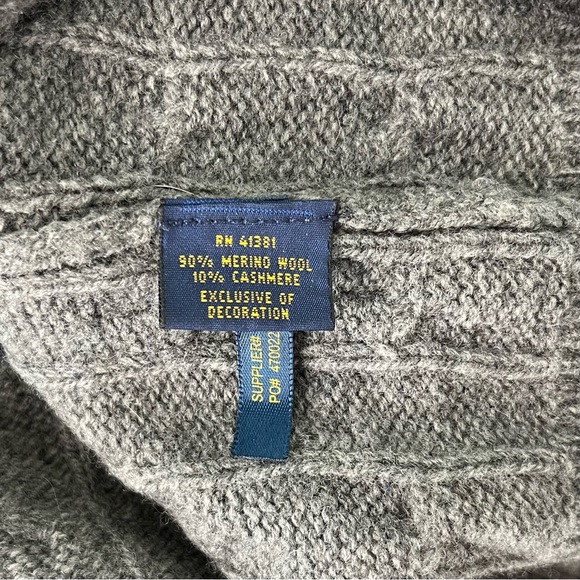 RN 41381
90% MERINO WOOL
10% CASHMERE
EXCLUSIVE OF
DECORATION
SUPPLIER#
PO# 470022